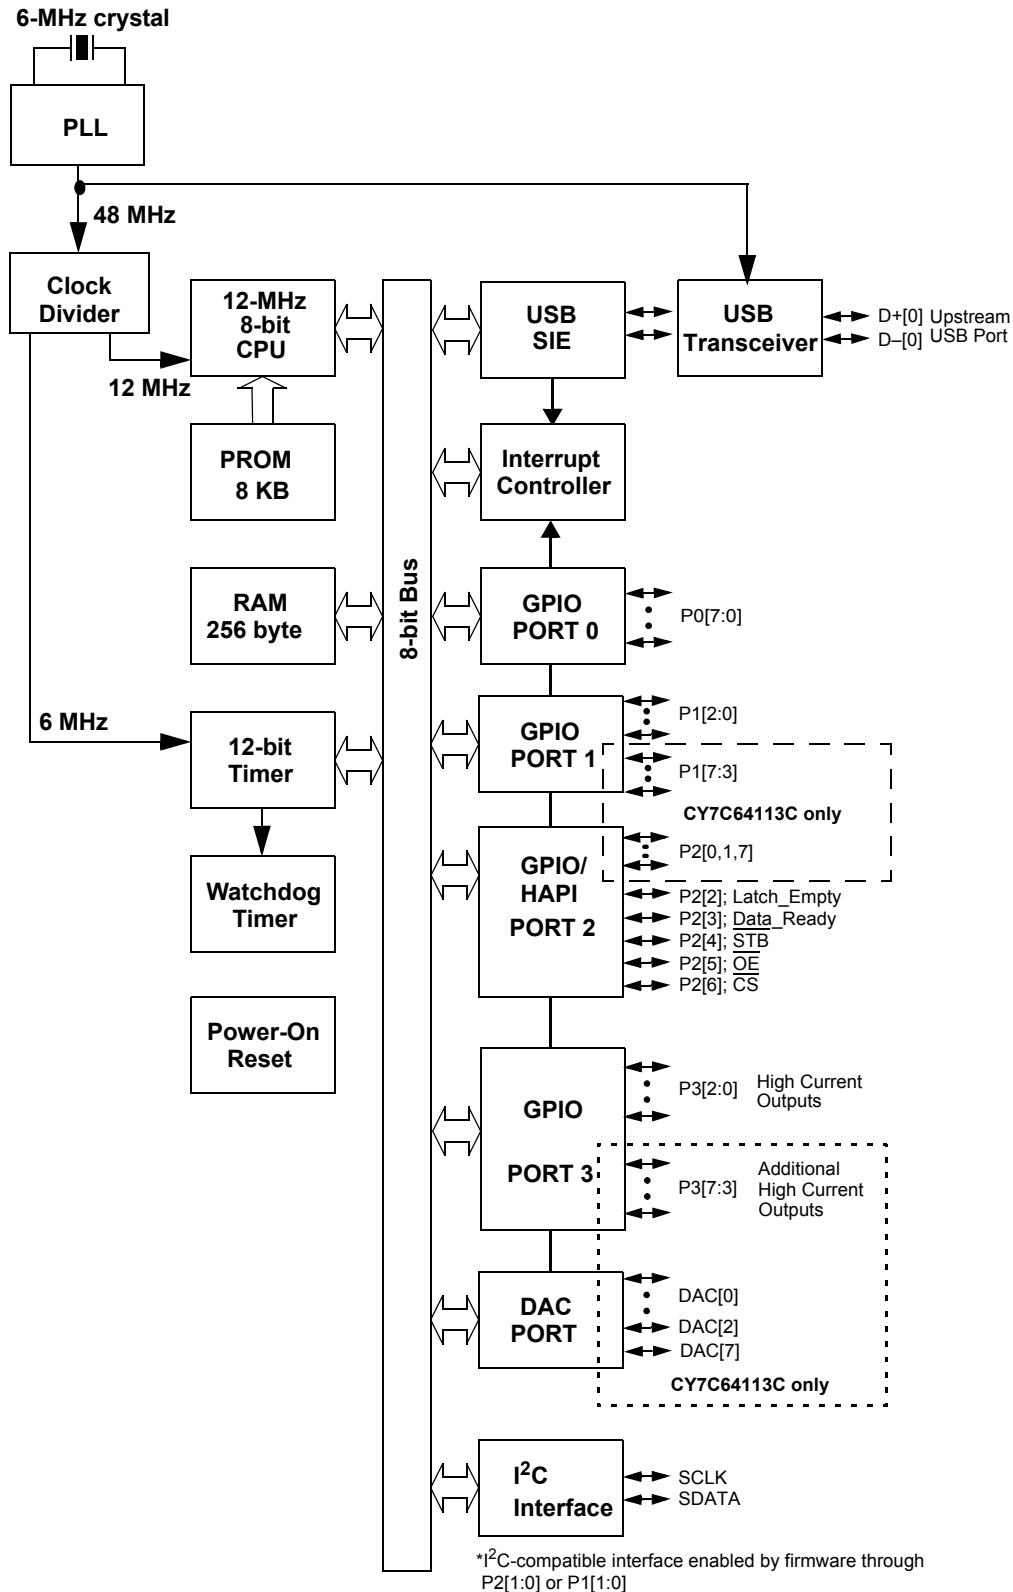 6-MHz crystal
PLL
48 MHz
Clock
Divider
12-MHz
8-bit
CPU
12 MHz
USB
SIE
USB
Transceiver
D+[0] Upstream
D–[0] USB Port
PROM
8 KB
Interrupt
Controller
8-bit Bus
RAM
256 byte
GPIO
PORT 0
P0[7:0]
6 MHz
12-bit
Timer
GPIO
PORT 1
P1[2:0]
P1[7:3]
CY7C64113C only
P2[0,1,7]
Watchdog
Timer
GPIO/
HAPI
PORT 2
P2[2]; Latch_Empty
P2[3]; Data_Ready
P2[4]; S̅T̅B̅
P2[5]; O̅E̅
P2[6]; C̅S̅
Power-On
Reset
GPIO
PORT 3
P3[2:0] High Current
Outputs
P3[7:3]
Additional
High Current
Outputs
DAC
PORT
DAC[0]
DAC[2]
DAC[7]
CY7C64113C only
I²C
Interface
SCLK
SDATA
*I²C-compatible interface enabled by firmware through
P2[1:0] or P1[1:0]